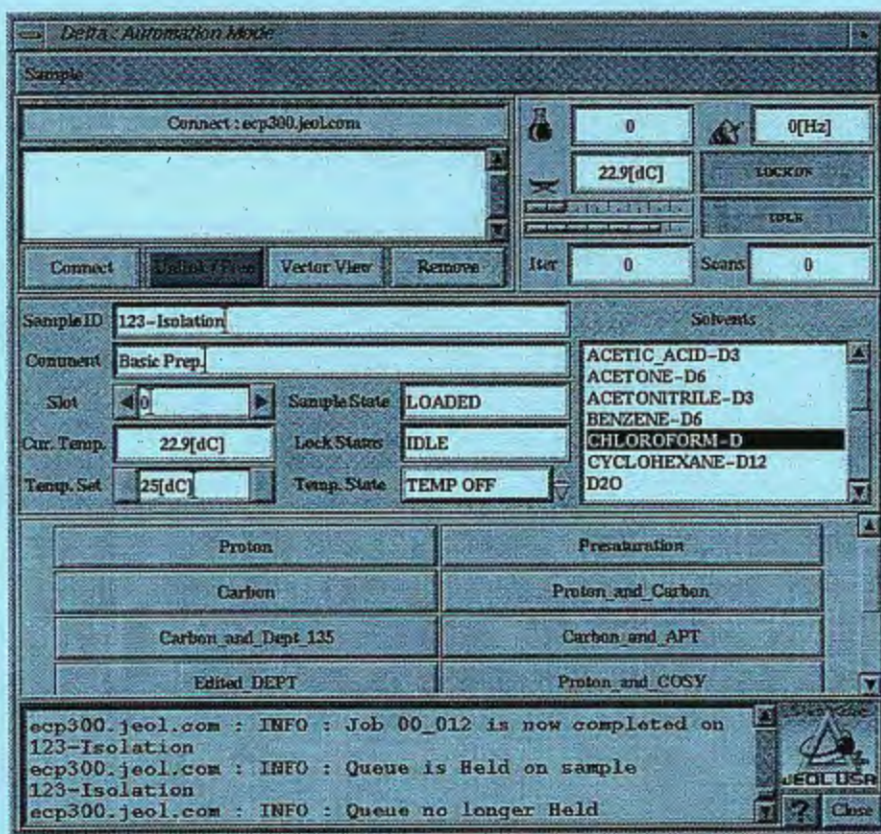 Delta : Automation Mode
Sample
Connect : ecp300.jeol.com
0
0[Hz]
22.9[dC]
LOCK ON
IDLE
Connect
Unlink / Free
Vector View
Remove
Iter
0
Scans
0
Sample ID
123-Isolation
Solvents
Comment
Basic Prep.
ACETIC_ACID-D3
ACETONE-D6
ACETONITRILE-D3
BENZENE-D6
CHLOROFORM-D
CYCLOHEXANE-D12
D2O
Slot
0
Sample State
LOADED
Cur. Temp.
22.9[dC]
Lock Status
IDLE
Temp. Set
25[dC]
Temp. State
TEMP OFF
Proton
Presaturation
Carbon
Proton_and_Carbon
Carbon_and_Dept_135
Carbon_and_APT
Edited_DEPT
Proton_and_COSY
ecp300.jeol.com : INFO : Job 00_012 is now completed on
123-Isolation
ecp300.jeol.com : INFO : Queue is Held on sample
123-Isolation
ecp300.jeol.com : INFO : Queue no longer Held
JEOL USA
?
Close